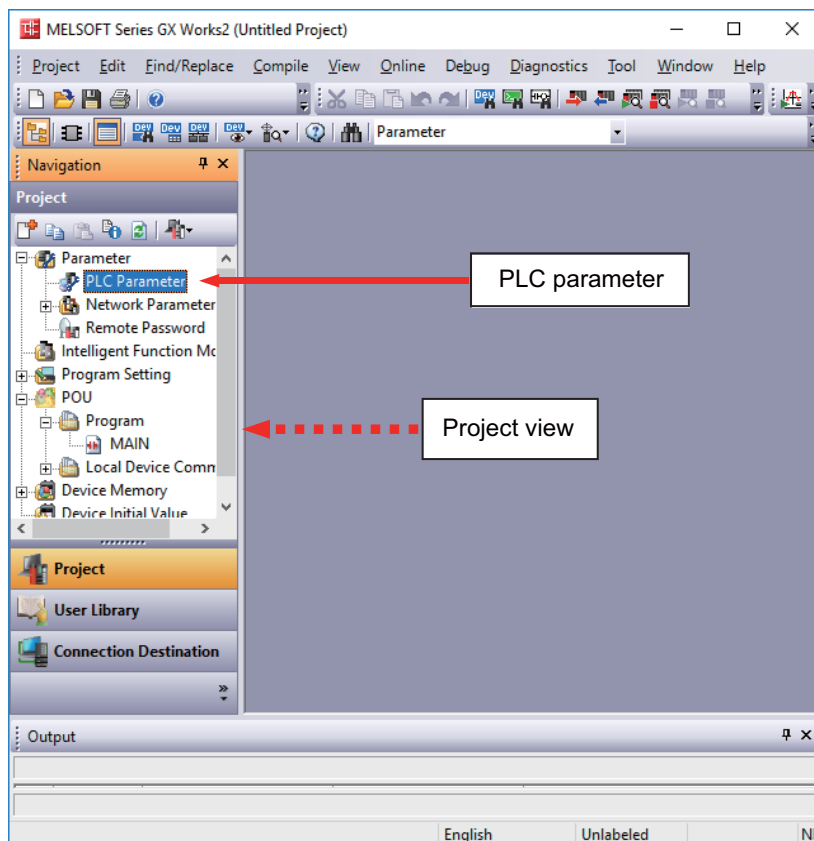 MELSOFT Series GX Works2 (Untitled Project)
Project Edit Find/Replace Compile View Online Debug Diagnostics Tool Window Help
Parameter
Navigation
Project
Parameter
PLC Parameter
Network Parameter
Remote Password
Intelligent Function Mo
Program Setting
POU
Program
MAIN
Local Device Comm
Device Memory
Device Initial Value
PLC parameter
Project view
Project
User Library
Connection Destination
Output
English Unlabeled